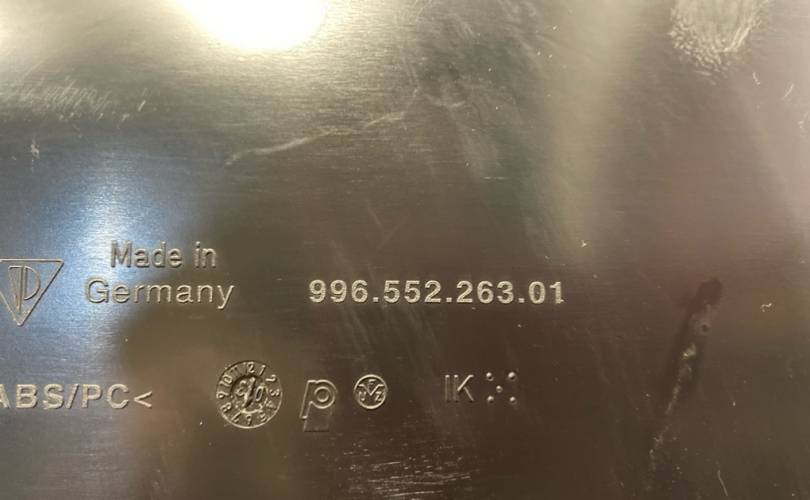 Made in
Germany
996.552.263.01
ABS/PC<
IK